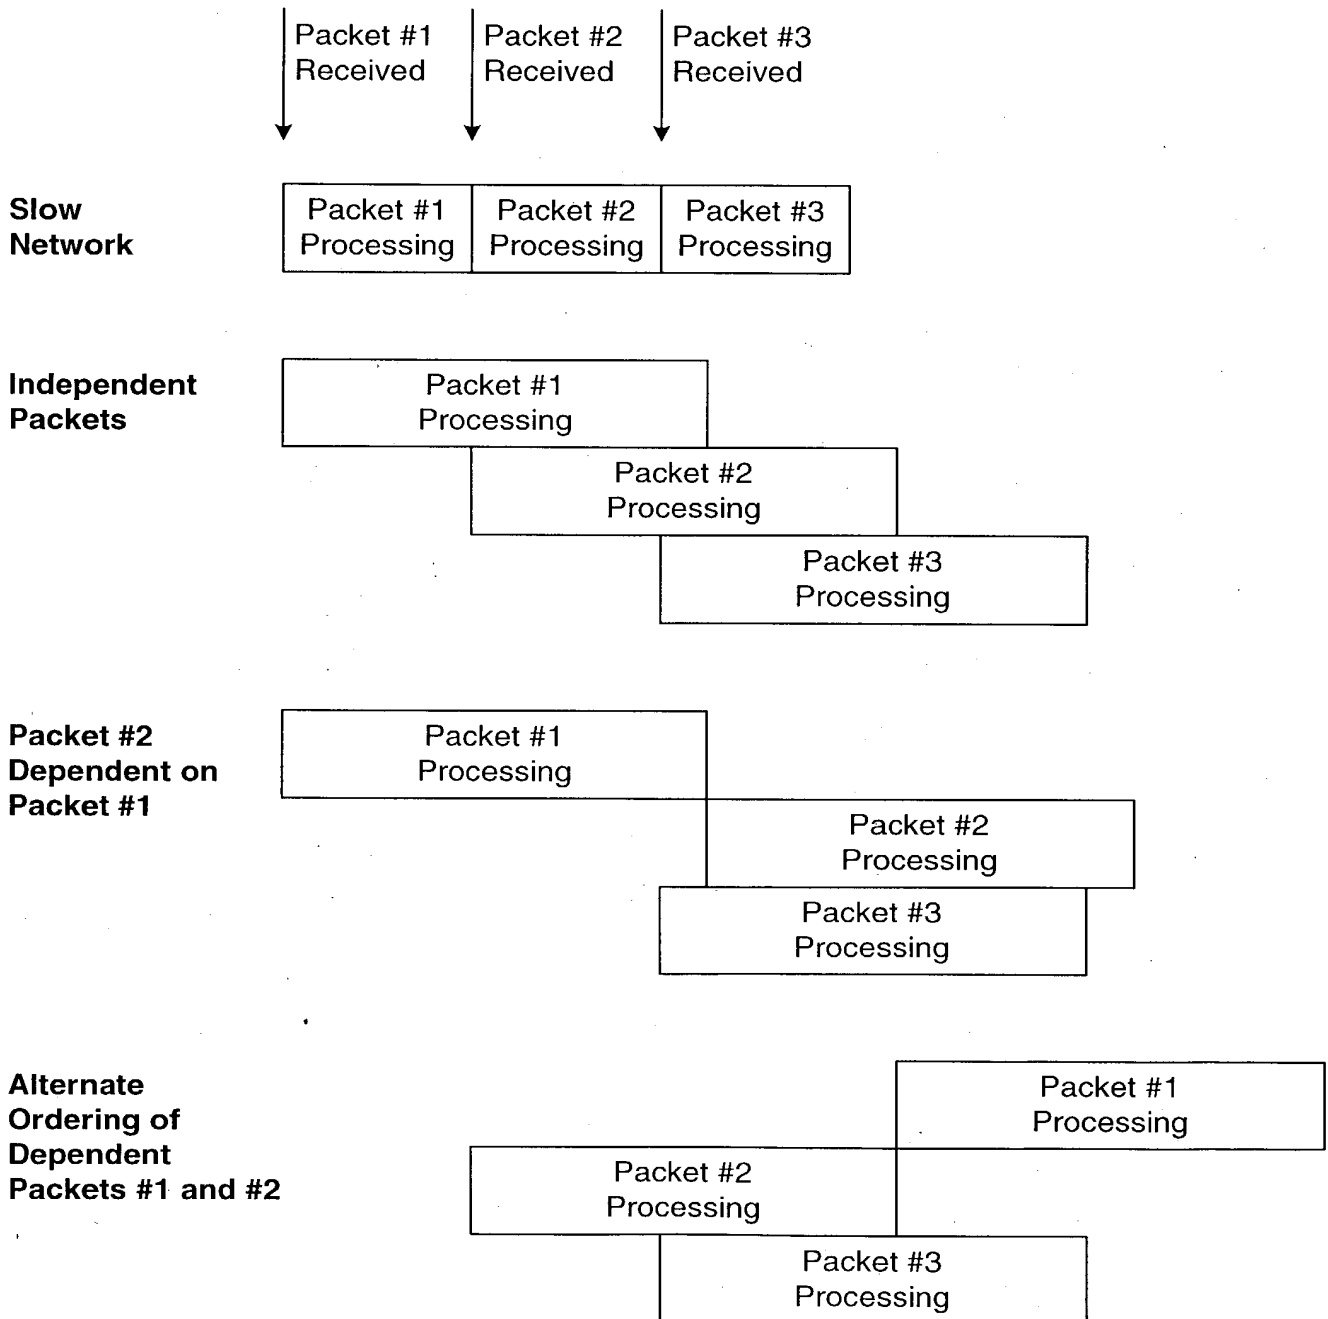 Packet #1
Received
Packet #2
Received
Packet #3
Received
Slow
Network
Packet #1
Processing
Packet #2
Processing
Packet #3
Processing
Independent
Packets
Packet #1
Processing
Packet #2
Processing
Packet #3
Processing
Packet #2
Dependent on
Packet #1
Packet #1
Processing
Packet #2
Processing
Packet #3
Processing
Alternate
Ordering of
Dependent
Packets #1 and #2
Packet #1
Processing
Packet #2
Processing
Packet #3
Processing